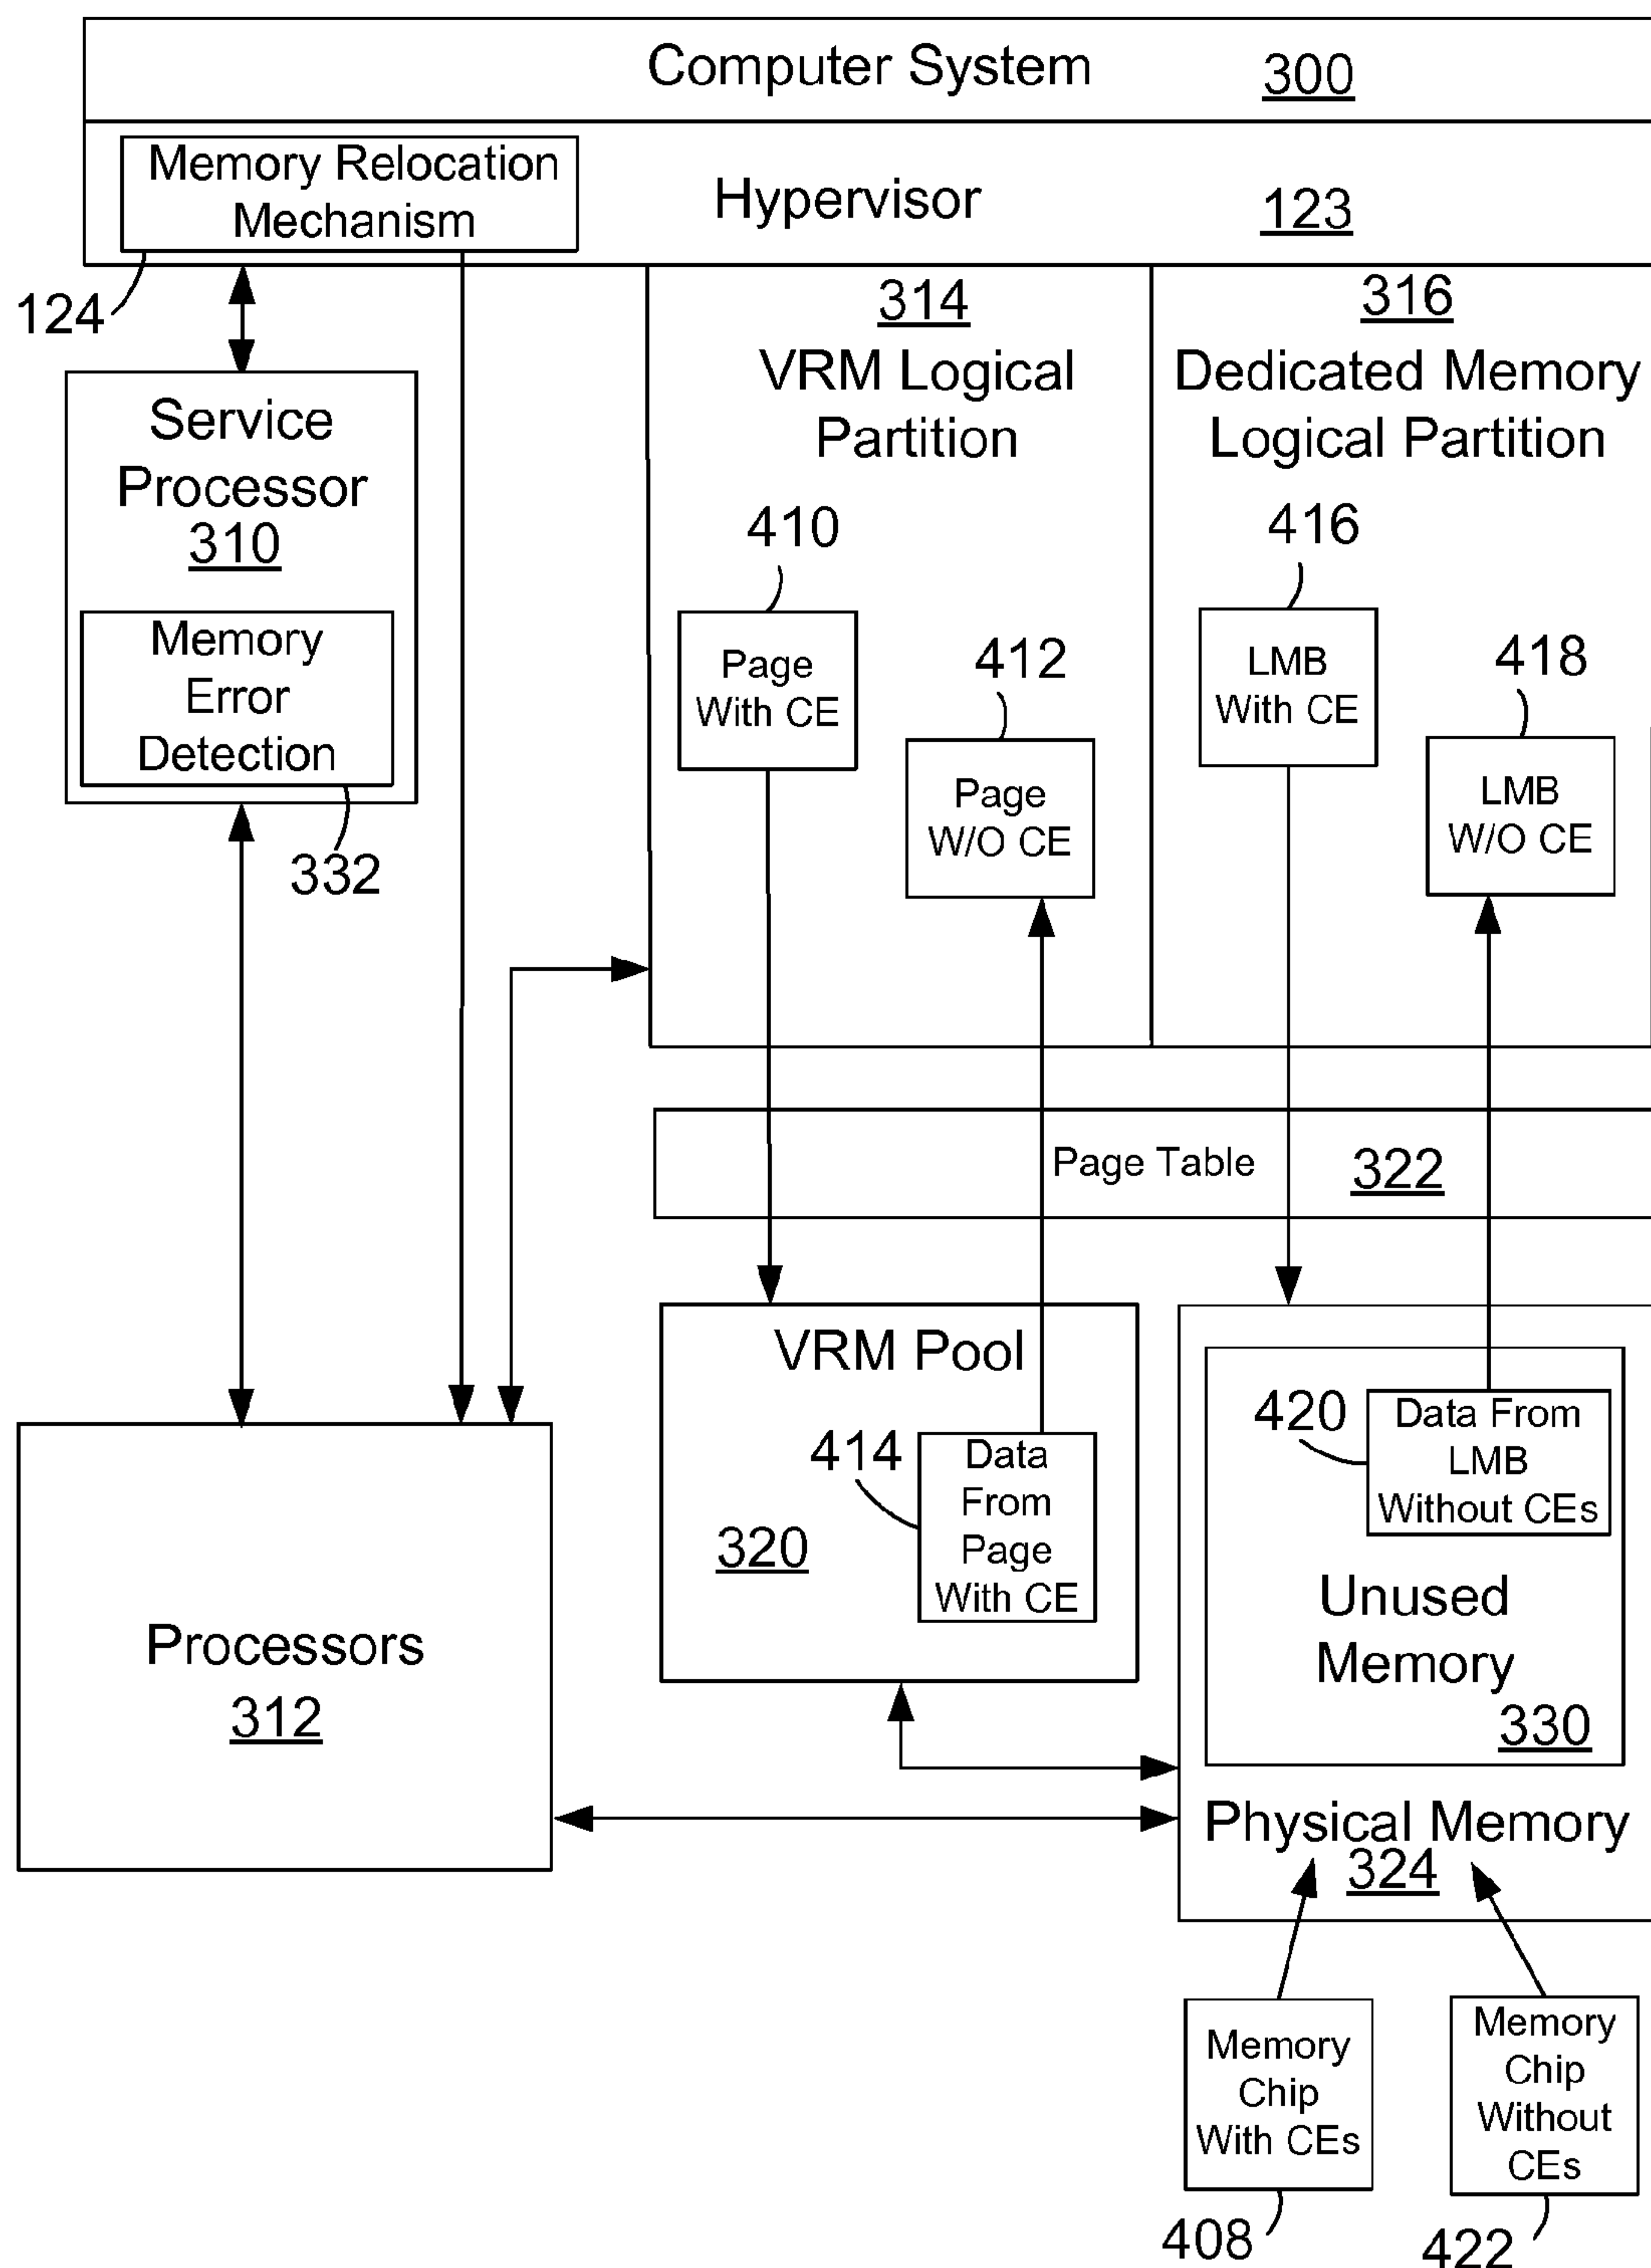 Computer System 300
Memory Relocation
Mechanism
Hypervisor 123
124
314
VRM Logical
Partition
316
Dedicated Memory
Logical Partition
Service
Processor
310
Memory
Error
Detection
332
410
Page
With CE
412
Page
W/O CE
416
LMB
With CE
418
LMB
W/O CE
Page Table 322
VRM Pool
320
414
Data
From
Page
With CE
420
Data From
LMB
Without CEs
Unused
Memory
330
Processors
312
Physical Memory
324
Memory
Chip
With CEs
408
Memory
Chip
Without
CEs
422